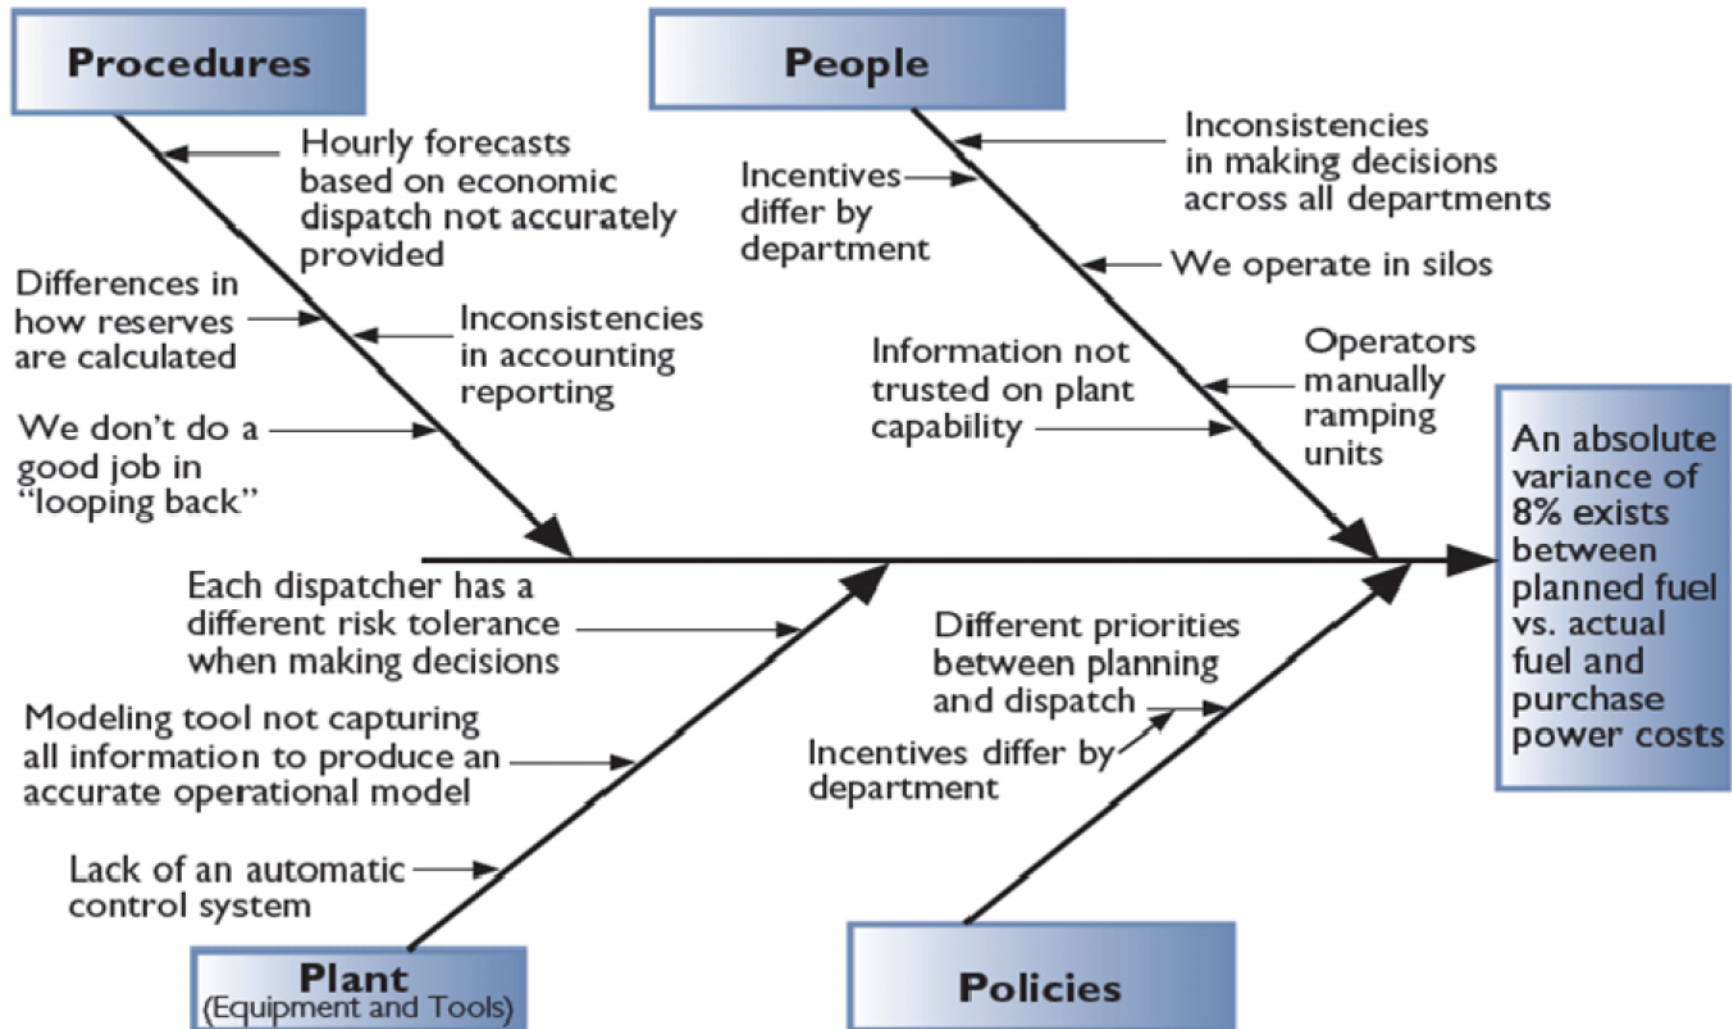 Procedures
People
Hourly forecasts
based on economic
dispatch not accurately
provided
Differences in
how reserves
are calculated
Inconsistencies
in accounting
reporting
We don’t do a
good job in
“looping back”
Incentives
differ by
department
Inconsistencies
in making decisions
across all departments
We operate in silos
Information not
trusted on plant
capability
Operators
manually
ramping
units
An absolute
variance of
8% exists
between
planned fuel
vs. actual
fuel and
purchase
power costs
Each dispatcher has a
different risk tolerance
when making decisions
Modeling tool not capturing
all information to produce an
accurate operational model
Lack of an automatic
control system
Different priorities
between planning
and dispatch
Incentives differ by
department
Plant
(Equipment and Tools)
Policies